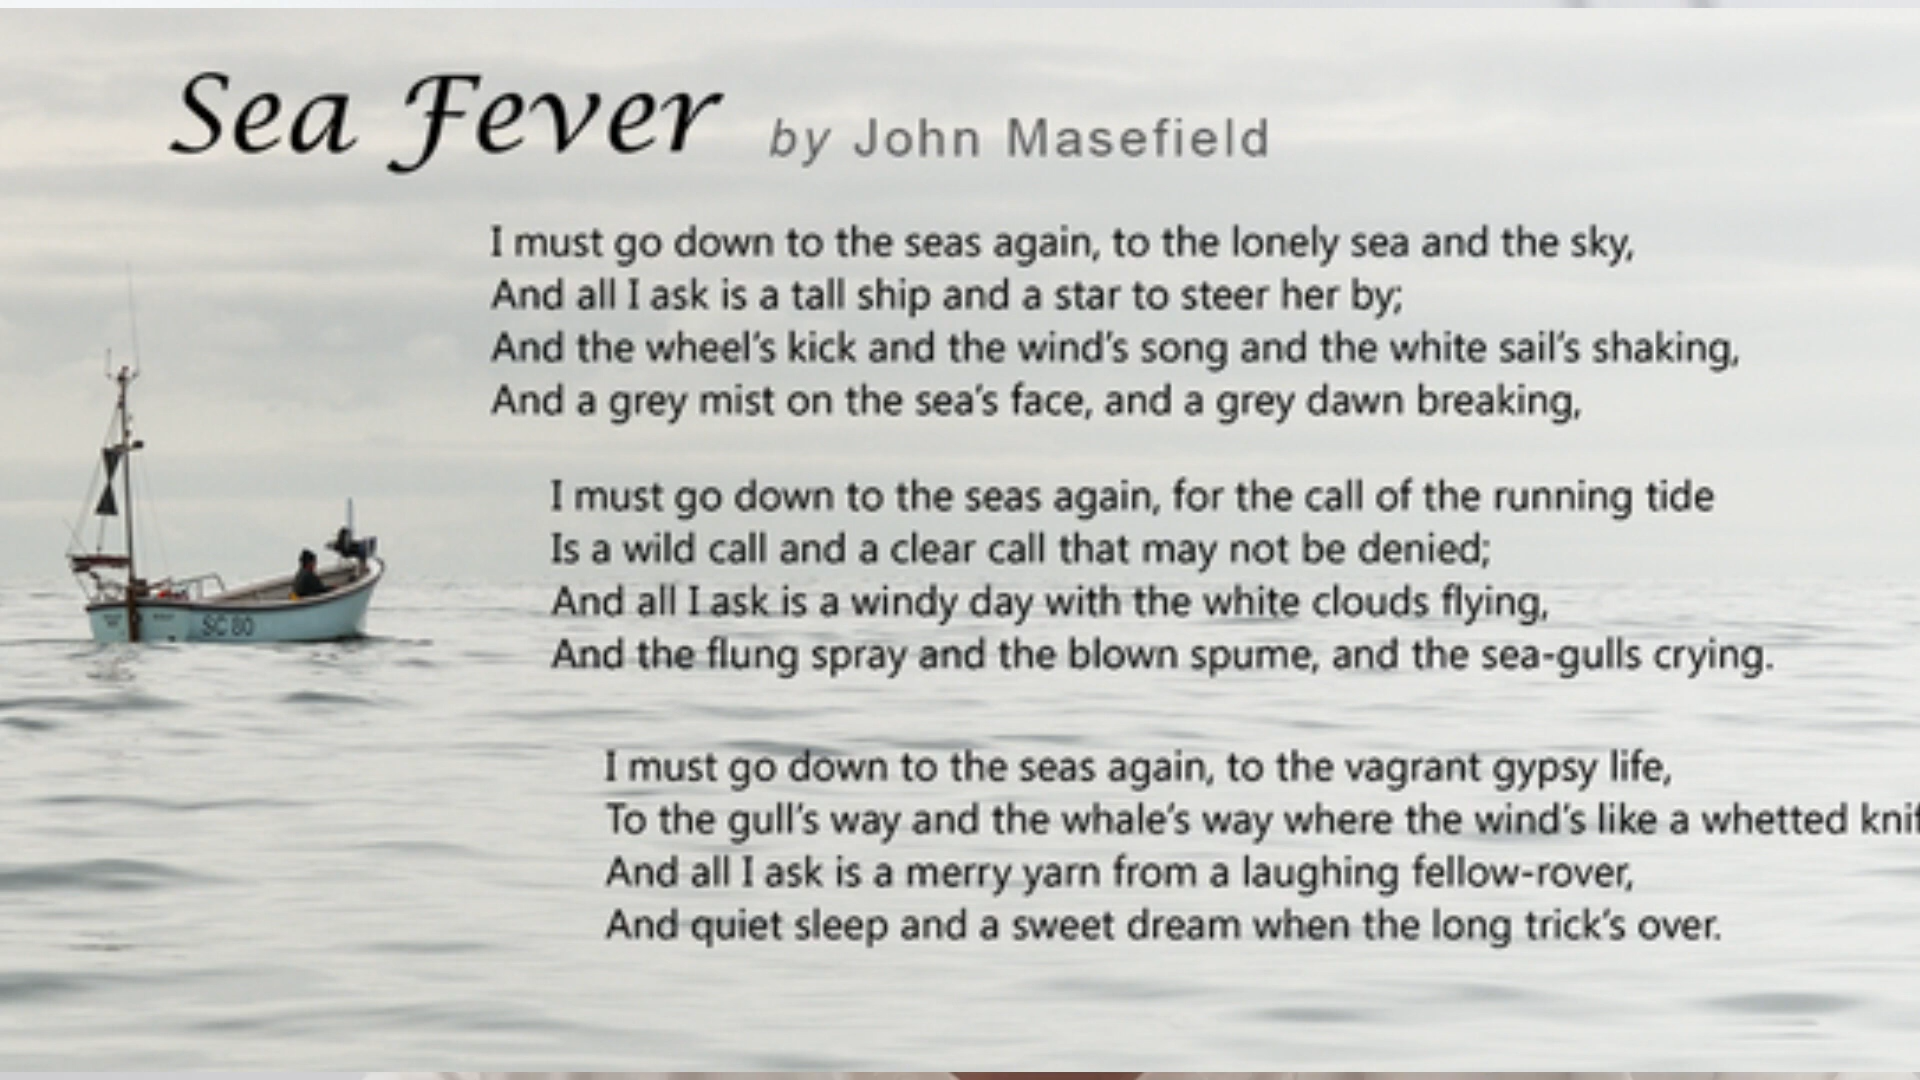 Sea Fever by John Masefield
I must go down to the seas again, to the lonely sea and the sky,
And all I ask is a tall ship and a star to steer her by;
And the wheel’s kick and the wind’s song and the white sail’s shaking,
And a grey mist on the sea’s face, and a grey dawn breaking,
I must go down to the seas again, for the call of the running tide
Is a wild call and a clear call that may not be denied;
And all I ask is a windy day with the white clouds flying,
And the flung spray and the blown spume, and the sea-gulls crying.
SC 80
I must go down to the seas again, to the vagrant gypsy life,
To the gull’s way and the whale’s way where the wind’s like a whetted
And all I ask is a merry yarn from a laughing fellow-rover,
And quiet sleep and a sweet dream when the long trick’s over.